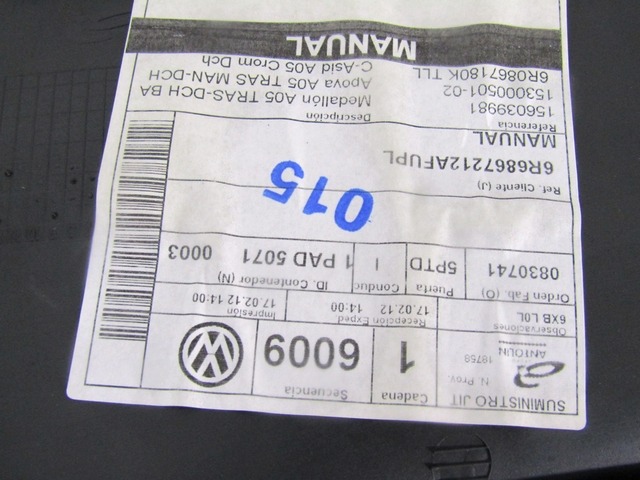 SUMINISTRO JIT
N. Prov.
ANTOLIN
18758
Cadena
1
Secuencia
6009
Observaciones
6XB L0L
Recepción Exped
17.02.12 14:00
Impresión
17.02.12 14:00
Orden Fab. (O)
0830741
Puerta
5PTD
Conduc
I
ID. Contenedor (N)
1 PAD 5071 0003
Ref. Cliente (J)
6R6867212AFUPL
MANUAL
015
Referencia Descripción
156039981 Medallón A05 TRAS-DCH BA
153000501-02 Apoya A05 TRAS MAN-DCH
6R0867180K TLL C-Asid A05 Crom Dch
MANUAL